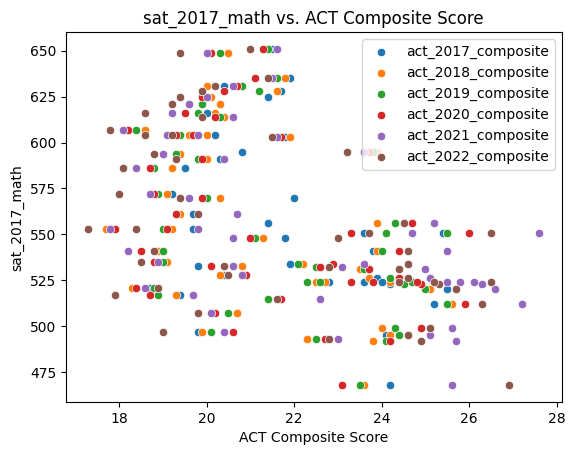 sat_2017_math vs. ACT Composite Score
650
625
600
575
550
525
500
475
sat_2017_math
act_2017_composite
act_2018_composite
act_2019_composite
act_2020_composite
act_2021_composite
act_2022_composite
18 20 22 24 26 28
ACT Composite Score